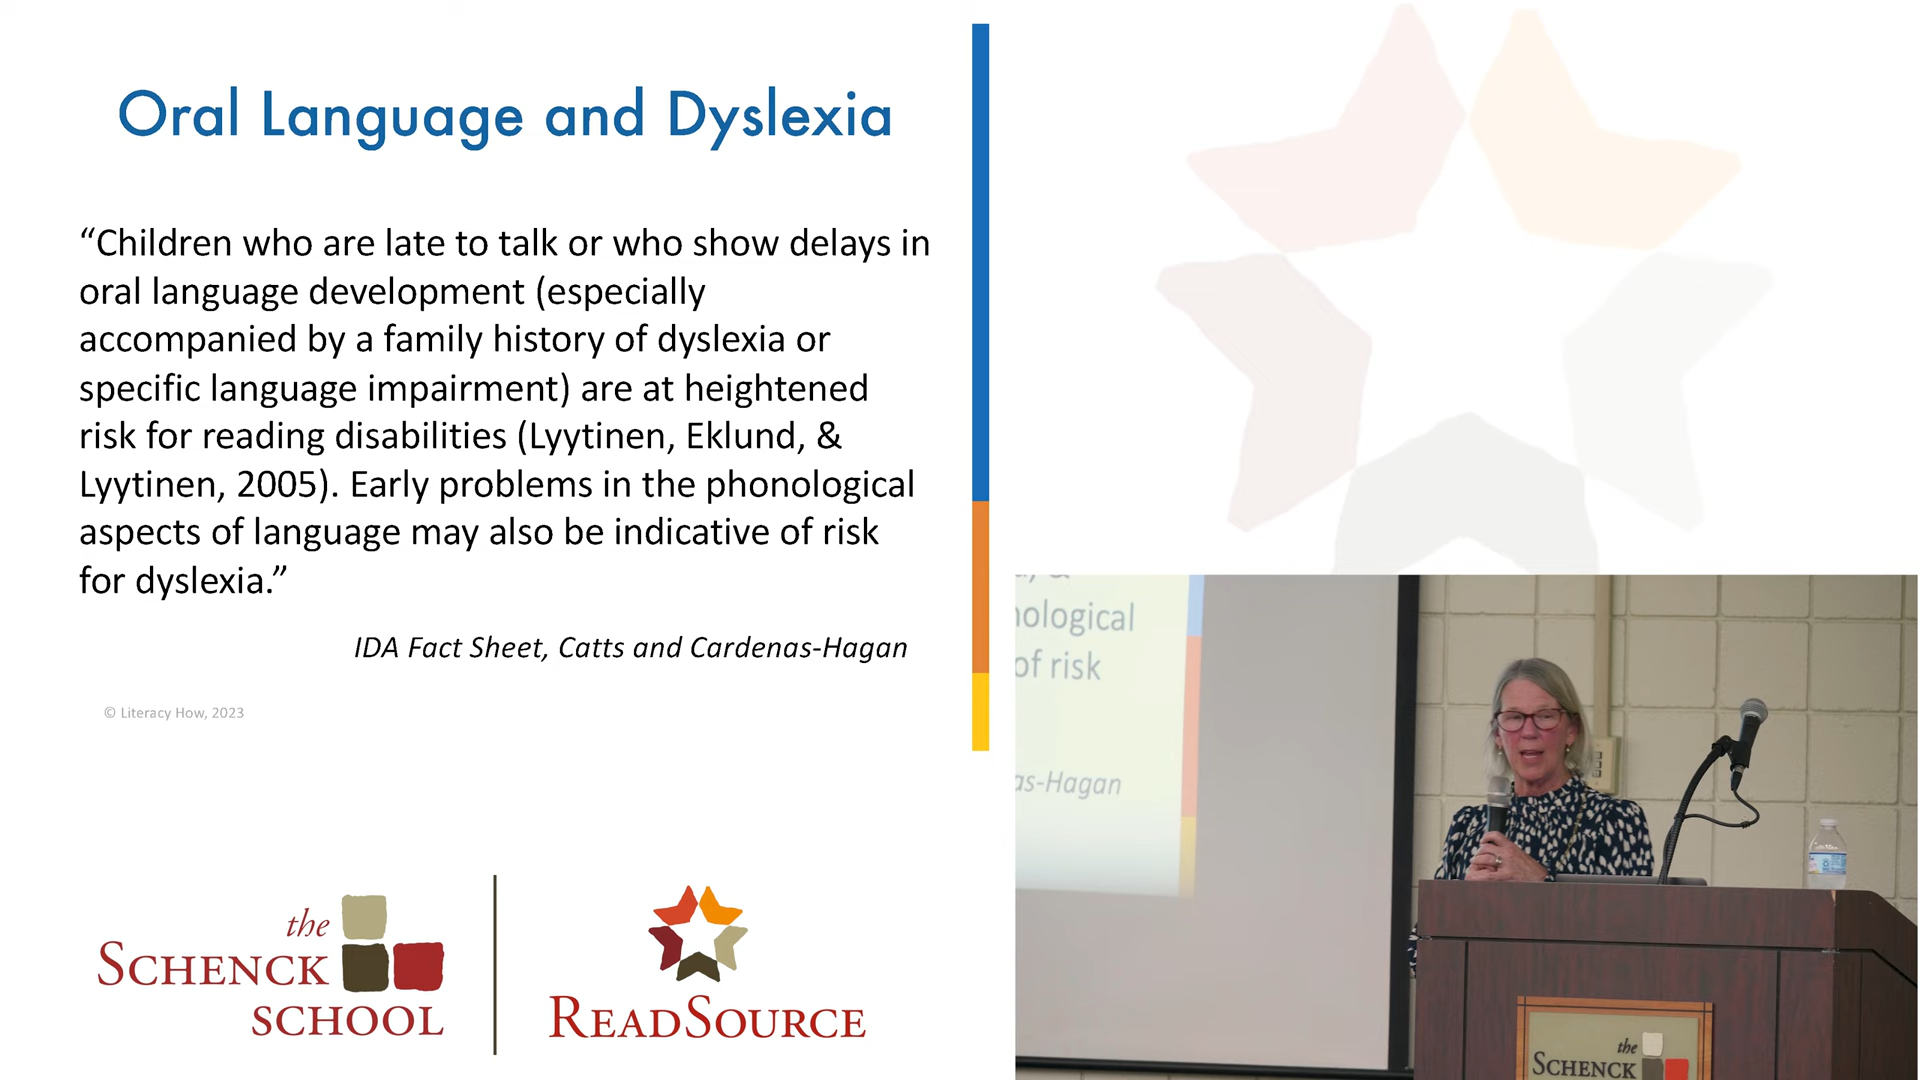 Oral Language and Dyslexia
“Children who are late to talk or who show delays in
oral language development (especially
accompanied by a family history of dyslexia or
specific language impairment) are at heightened
risk for reading disabilities (Lyytinen, Eklund, &
Lyytinen, 2005). Early problems in the phonological
aspects of language may also be indicative of risk
for dyslexia.”
IDA Fact Sheet, Catts and Cardenas-Hagan
© Literacy How, 2023
the
SCHENCK
SCHOOL
READSOURCE
nological
of risk
as-Hagan
the
SCHENCK